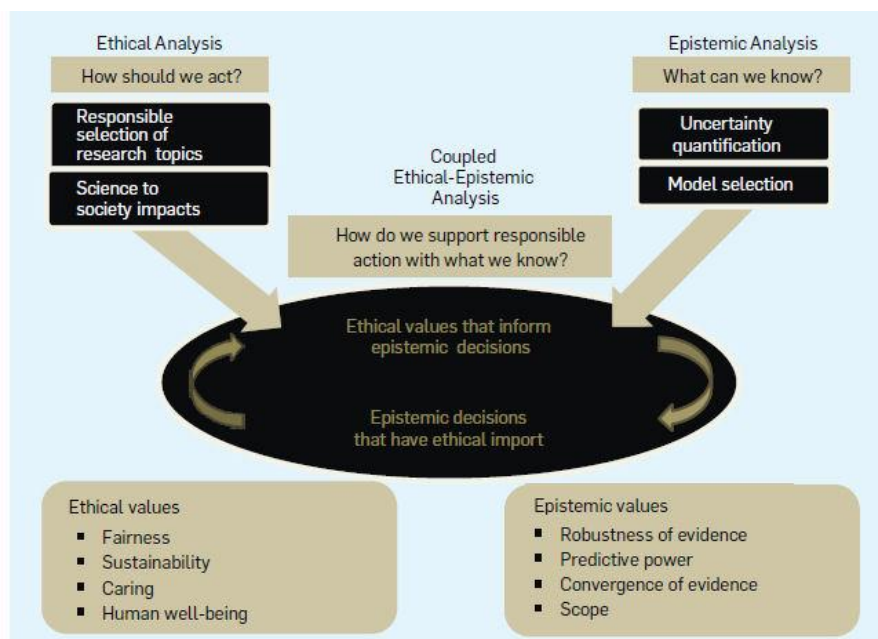 Ethical Analysis
How should we act?
Responsible
selection of
research topics
Science to
society impacts
Epistemic Analysis
What can we know?
Uncertainty
quantification
Model selection
Coupled
Ethical-Epistemic
Analysis
How do we support responsible
action with what we know?
Ethical values that inform
epistemic decisions
Epistemic decisions
that have ethical import
Ethical values
▪ Fairness
▪ Sustainability
▪ Caring
▪ Human well-being
Epistemic values
▪ Robustness of evidence
▪ Predictive power
▪ Convergence of evidence
▪ Scope